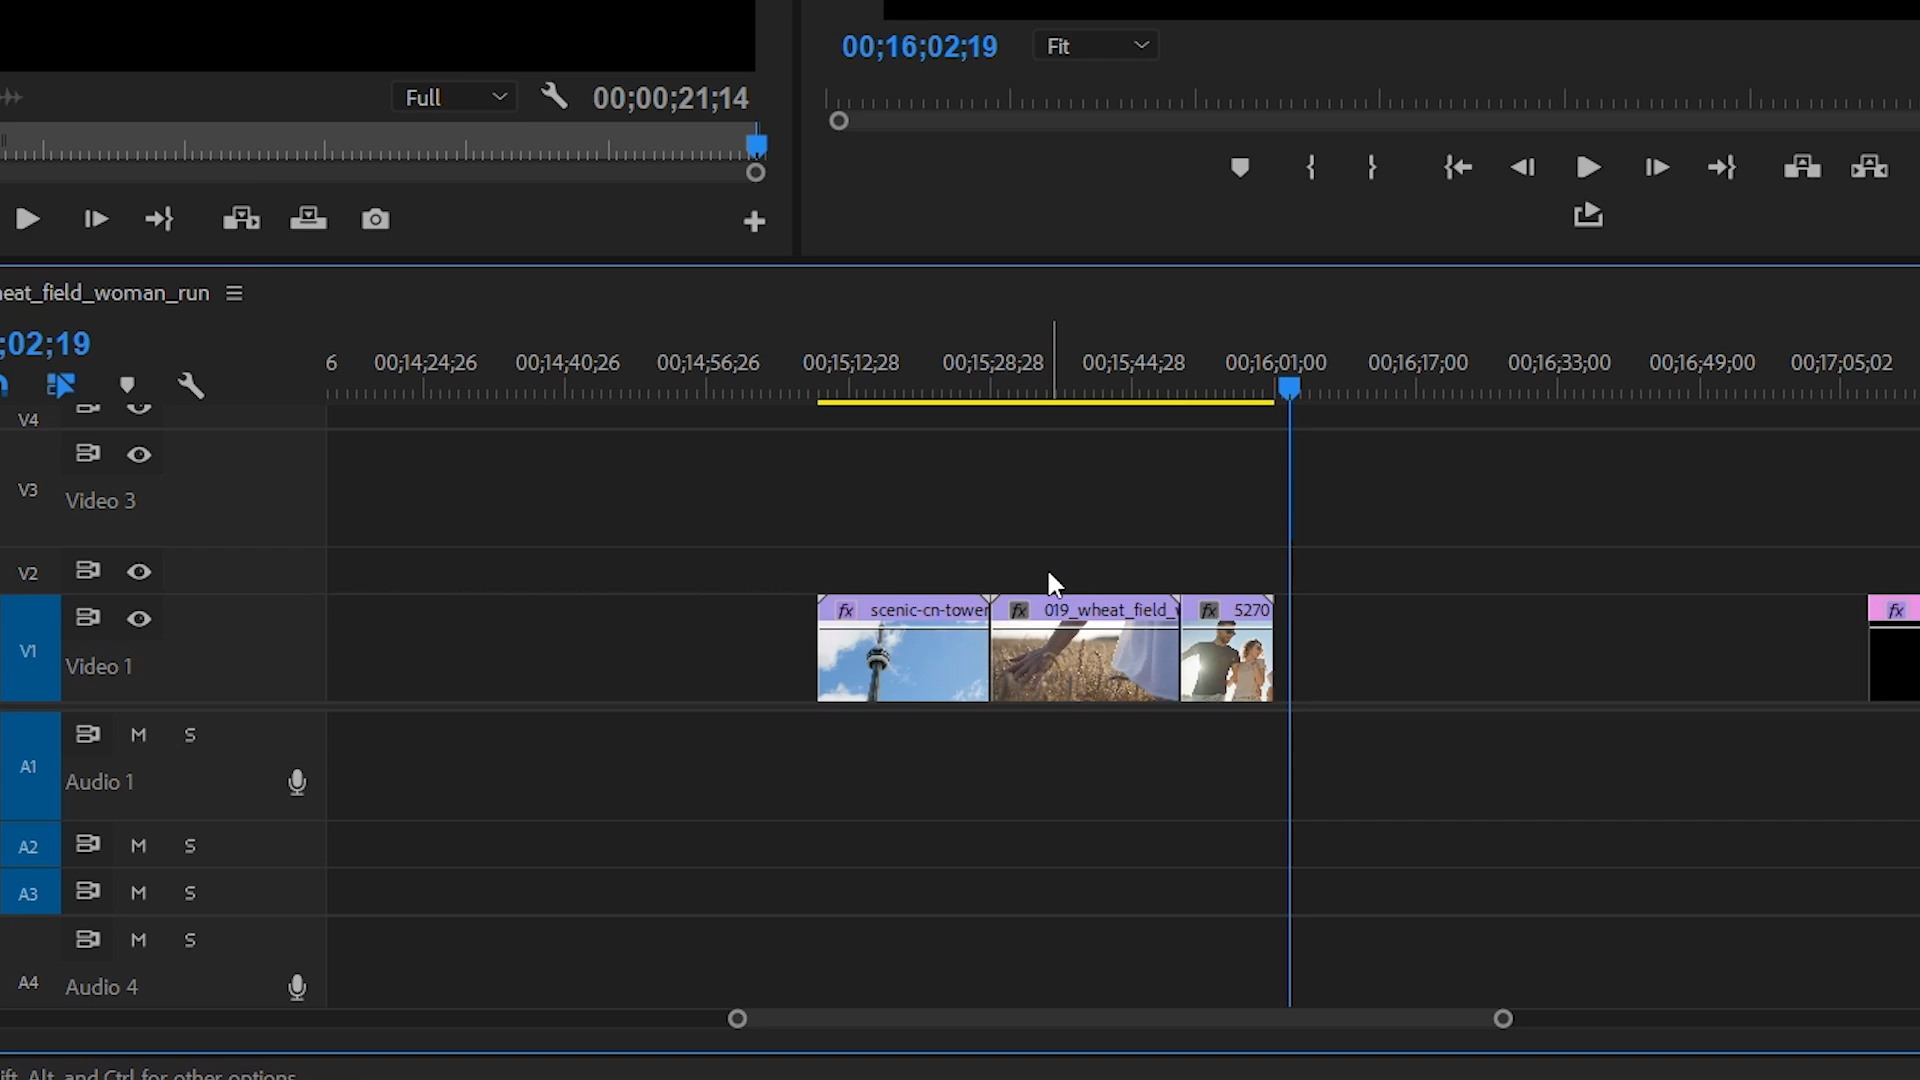 00;16;02;19 Fit
Full 00;00;21;14
eat_field_woman_run
;02;19
6 00;14;24;26 00;14;40;26 00;14;56;26 00;15;12;28 00;15;28;28 00;15;44;28 00;16;01;00 00;16;17;00 00;16;33;00 00;16;49;00 00;17;05;02
V4
V3
Video 3
V2
fx scenic-cn-tower fx 019_wheat_field_ fx 5270 fx
V1
Video 1
M S
A1
Audio 1
A2 M S
A3 M S
M S
A4 Audio 4
ift, Alt, and Ctrl for other options.